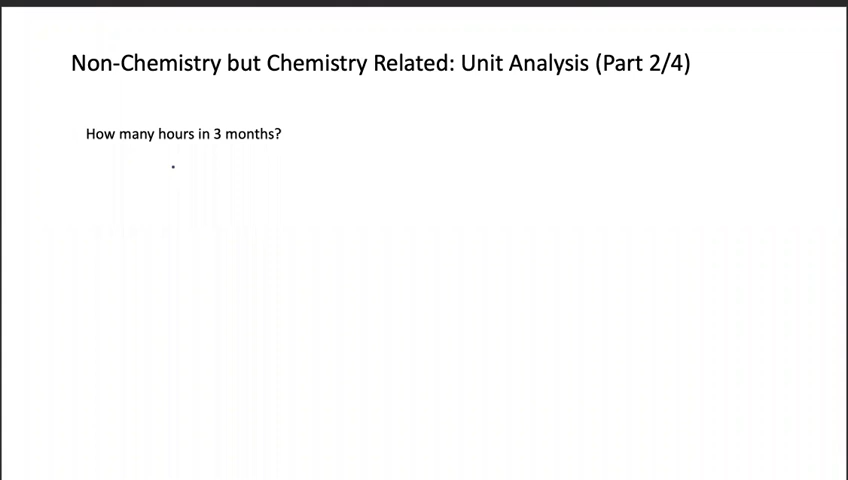 Non-Chemistry but Chemistry Related: Unit Analysis (Part 2/4)
How many hours in 3 months?